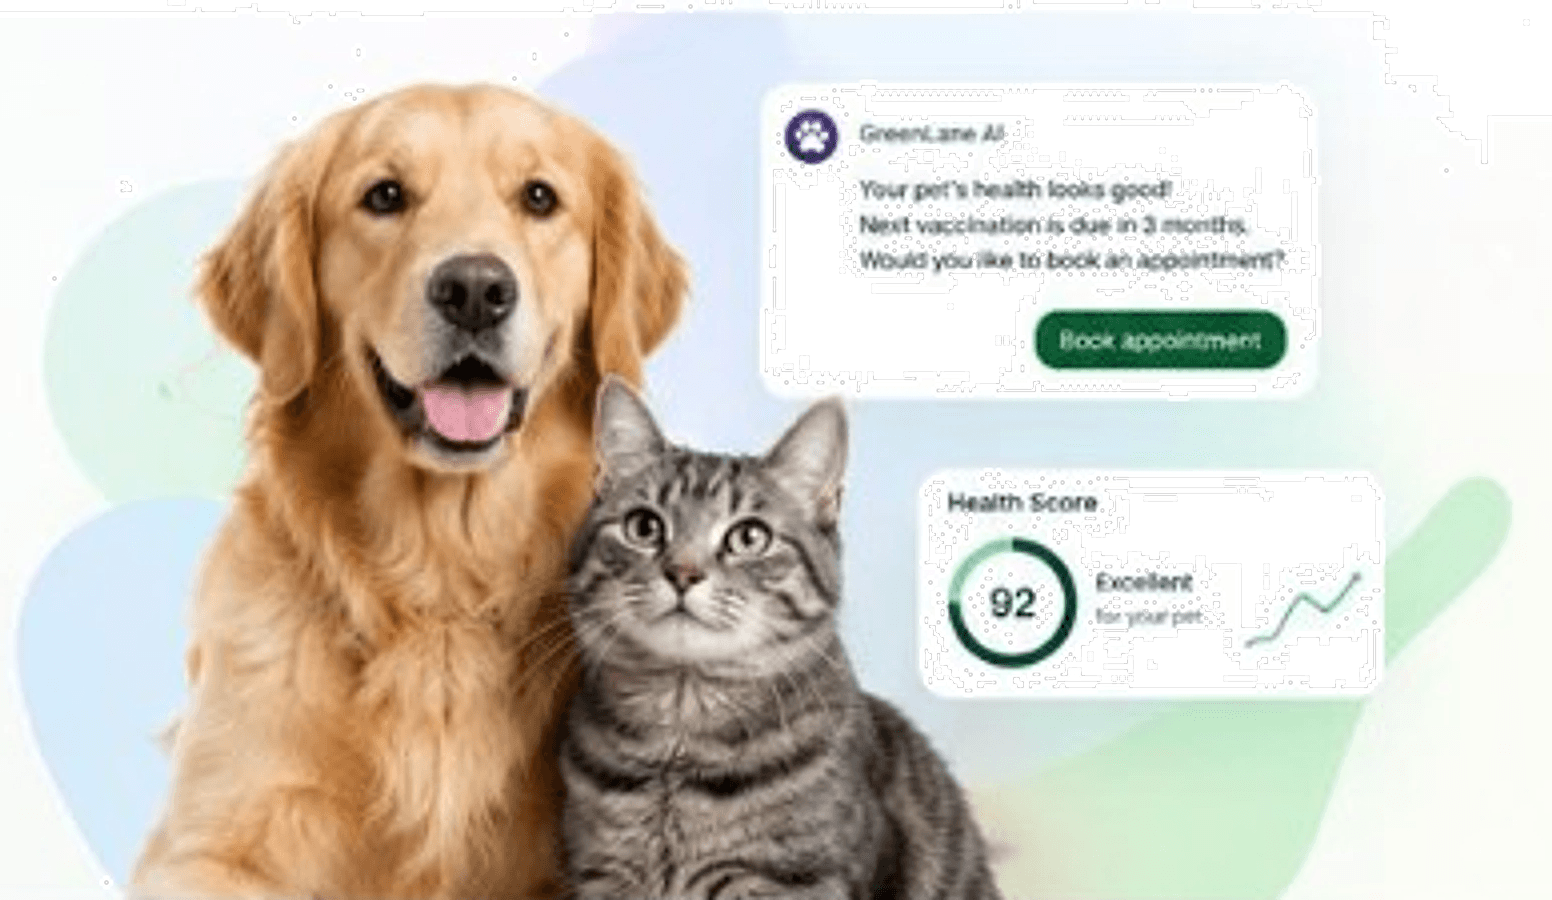 GreenLane AI
Your pet's health looks good!
Next vaccination is due in 3 months.
Would you like to book an appointment?
Book appointment
Health Score
92
Excellent
for your pet